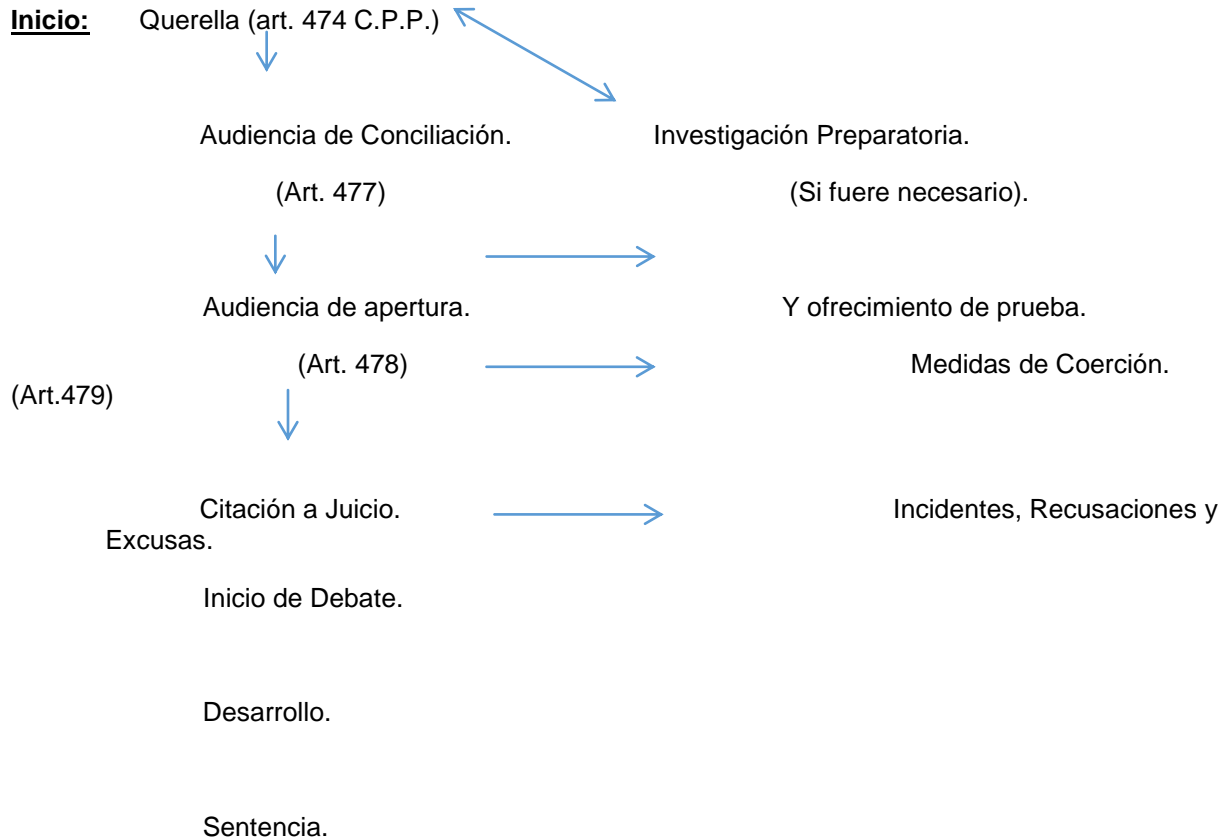 Inicio: Querella (art. 474 C.P.P.)
Audiencia de Conciliación. Investigación Preparatoria.
(Art. 477) (Si fuere necesario).
Audiencia de apertura. Y ofrecimiento de prueba.
(Art. 478) Medidas de Coerción.
(Art.479)
Citación a Juicio. Incidentes, Recusaciones y
Excusas.
Inicio de Debate.
Desarrollo.
Sentencia.